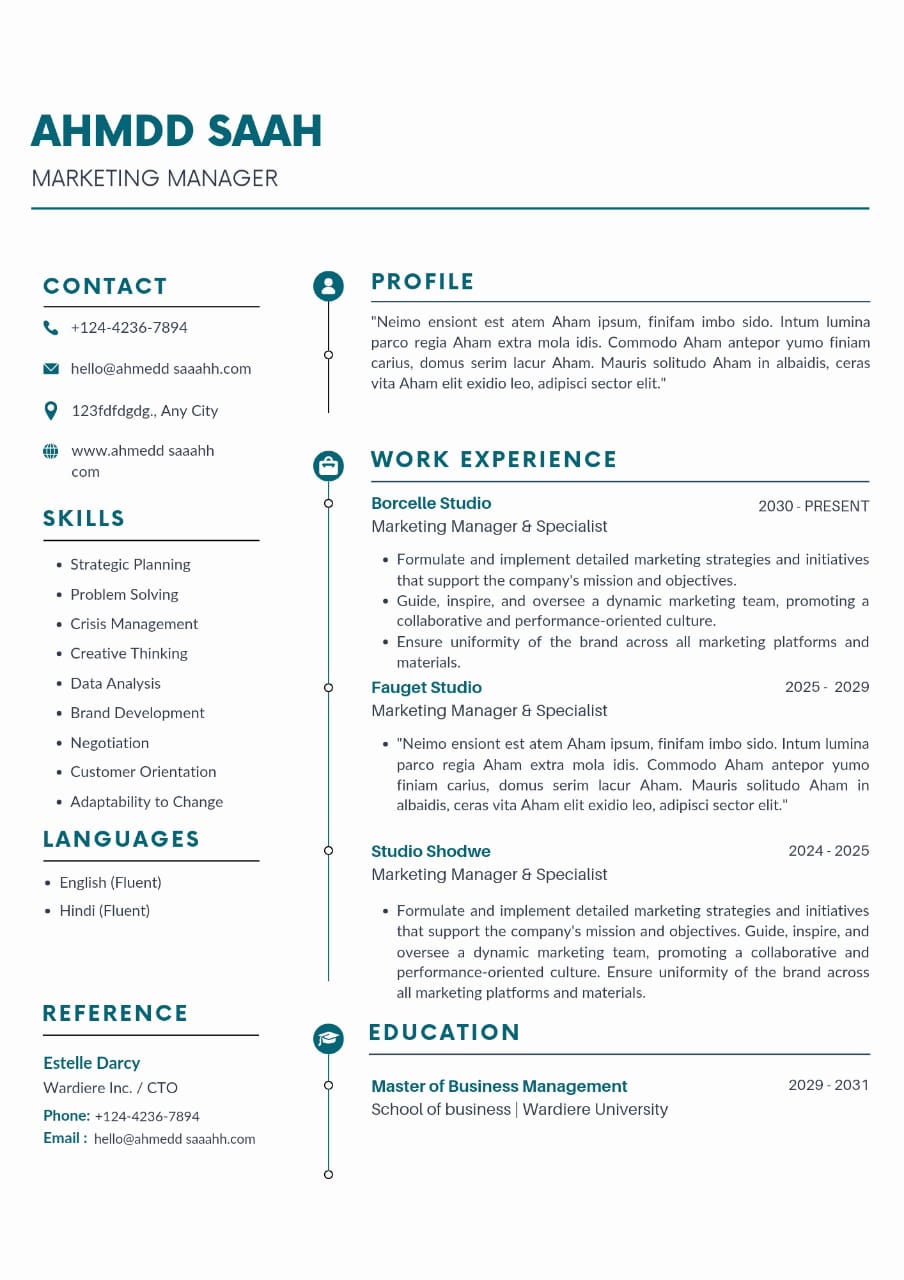 AHMDD SAAH
MARKETING MANAGER
CONTACT
+124-4236-7894
hello@ahmedd saaahh.com
123fdfdgdg., Any City
www.ahmedd saaahh
com
SKILLS
• Strategic Planning
• Problem Solving
• Crisis Management
• Creative Thinking
• Data Analysis
• Brand Development
• Negotiation
• Customer Orientation
• Adaptability to Change
LANGUAGES
• English (Fluent)
• Hindi (Fluent)
REFERENCE
Estelle Darcy
Wardiere Inc. / CTO
Phone: +124-4236-7894
Email : hello@ahmedd saaahh.com
PROFILE
"Neimo ensiont est atem Aham ipsum, finifam imbo sido. Intum lumina
parco regia Aham extra mola idis. Commodo Aham antepor yumo finiam
carius, domus serim lacur Aham. Mauris solitudo Aham in albaidis, ceras
vita Aham elit exidio leo, adipisci sector elit."
WORK EXPERIENCE
Borcelle Studio 2030 - PRESENT
Marketing Manager & Specialist
• Formulate and implement detailed marketing strategies and initiatives
that support the company's mission and objectives.
• Guide, inspire, and oversee a dynamic marketing team, promoting a
collaborative and performance-oriented culture.
• Ensure uniformity of the brand across all marketing platforms and
materials.
Fauget Studio 2025 - 2029
Marketing Manager & Specialist
• "Neimo ensiont est atem Aham ipsum, finifam imbo sido. Intum lumina
parco regia Aham extra mola idis. Commodo Aham antepor yumo
finiam carius, domus serim lacur Aham. Mauris solitudo Aham in
albaidis, ceras vita Aham elit exidio leo, adipisci sector elit."
Studio Shodwe 2024 - 2025
Marketing Manager & Specialist
• Formulate and implement detailed marketing strategies and initiatives
that support the company's mission and objectives. Guide, inspire, and
oversee a dynamic marketing team, promoting a collaborative and
performance-oriented culture. Ensure uniformity of the brand across
all marketing platforms and materials.
EDUCATION
Master of Business Management 2029 - 2031
School of business | Wardiere University